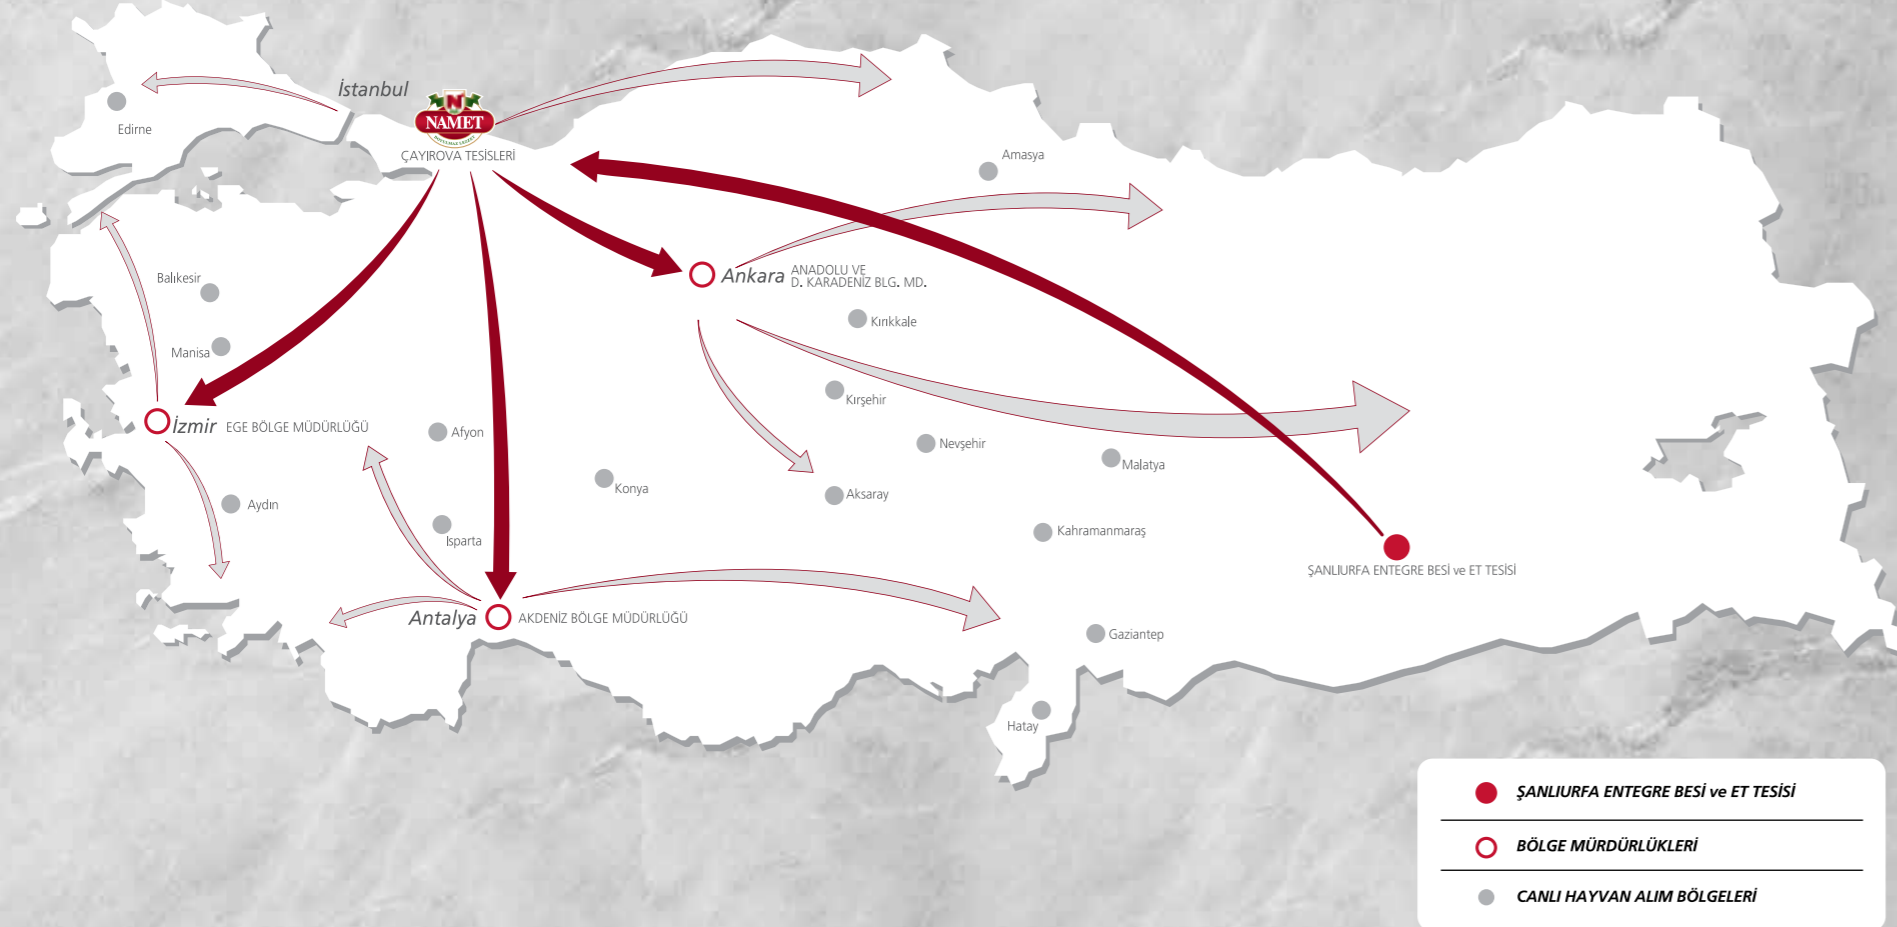 İstanbul
N
NAMET
ÇAYIROVA TESİSLERİ
Edirne
Amasya
Balıkesir
Ankara
ANADOLU VE
D. KARADENİZ BLG. MD.
Kırıkkale
Manisa
Kırşehir
İzmir
EGE BÖLGE MÜDÜRLÜĞÜ
Afyon
Nevşehir
Malatya
Konya
Aksaray
Aydın
Isparta
Kahramanmaraş
ŞANLIURFA ENTEGRE BESİ ve ET TESİSİ
Antalya
AKDENİZ BÖLGE MÜDÜRLÜĞÜ
Gaziantep
Hatay
ŞANLIURFA ENTEGRE BESİ ve ET TESİSİ
BÖLGE MÜRDÜRLÜKLERİ
CANLI HAYVAN ALIM BÖLGELERİ